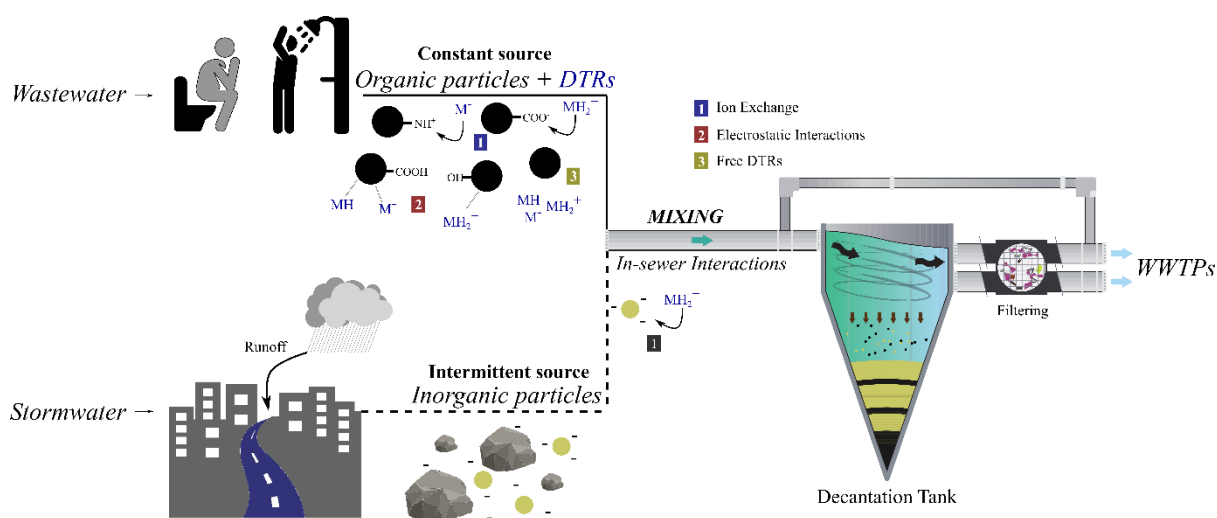 Wastewater →
Constant source
Organic particles + DTRs
NH⁺
M⁻
1
COO⁻
MH₂⁻
COOH
MH
M⁻
2
OH
MH₂⁻
3
MH
M⁻
MH₂⁺
1 Ion Exchange
2 Electrostatic Interactions
3 Free DTRs
MIXING
In-sewer Interactions
MH₂⁻
1
WWTPs
Filtering
Runoff
Stormwater →
Intermittent source
Inorganic particles
Decantation Tank